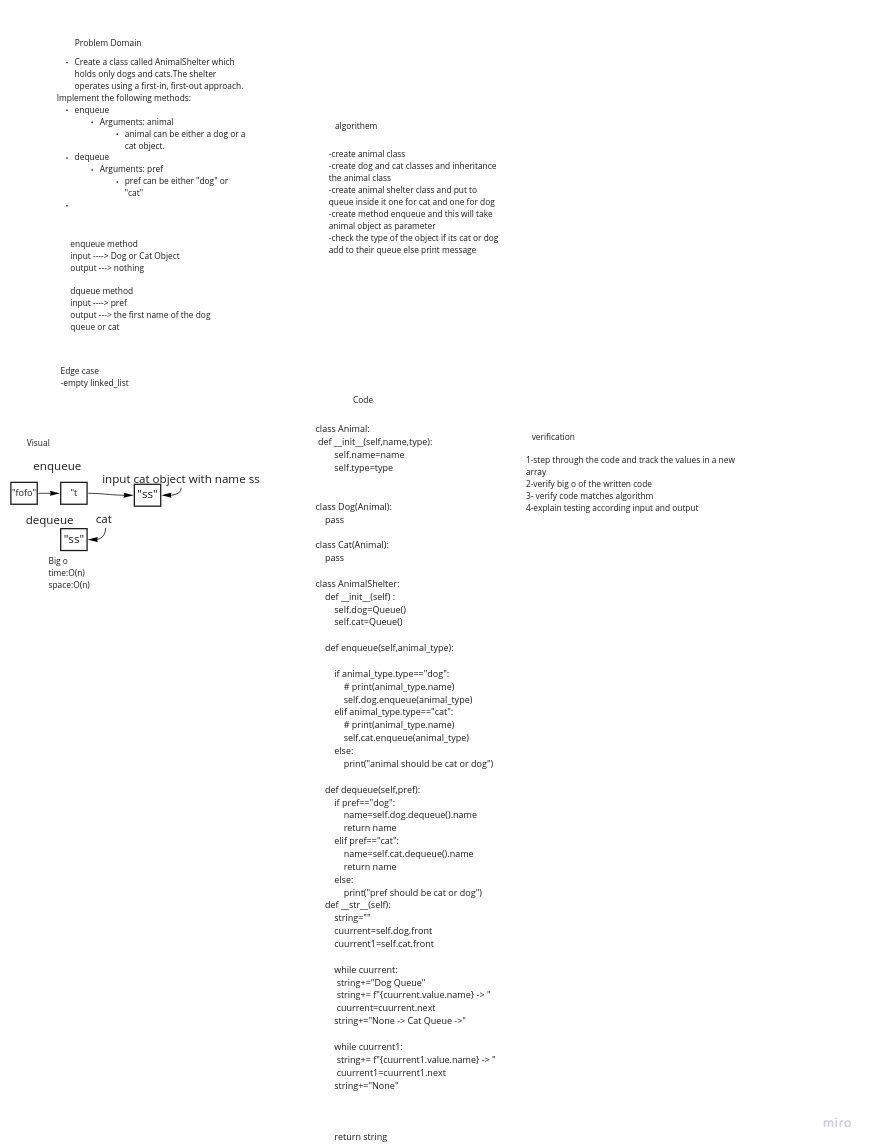 Problem Domain
• Create a class called AnimalShelter which
holds only dogs and cats.The shelter
operates using a first-in, first-out approach.
Implement the following methods:
• enqueue
• Arguments: animal
• animal can be either a dog or a
cat object.
• dequeue
• Arguments: pref
• pref can be either "dog" or
"cat"
•
enqueue method
input ----> Dog or Cat Object
output ---> nothing
dqueue method
input ----> pref
output ---> the first name of the dog
queue or cat
Edge case
-empty linked_list
Visual
enqueue
input cat object with name ss
"fofo"
"t
"ss"
dequeue
cat
"ss"
Big o
time:O(n)
space:O(n)
algorithem
-create animal class
-create dog and cat classes and inheritance
the animal class
-create animal shelter class and put to
queue inside it one for cat and one for dog
-create method enqueue and this will take
animal object as parameter
-check the type of the object if its cat or dog
add to their queue else print message
Code
class Animal:
def __init__(self,name,type):
self.name=name
self.type=type
class Dog(Animal):
pass
class Cat(Animal):
pass
class AnimalShelter:
def __init__(self) :
self.dog=Queue()
self.cat=Queue()
def enqueue(self,animal_type):
if animal_type.type=="dog":
# print(animal_type.name)
self.dog.enqueue(animal_type)
elif animal_type.type=="cat":
# print(animal_type.name)
self.cat.enqueue(animal_type)
else:
print("animal should be cat or dog")
def dequeue(self,pref):
if pref=="dog":
name=self.dog.dequeue().name
return name
elif pref=="cat":
name=self.cat.dequeue().name
return name
else:
print("pref should be cat or dog")
def __str__(self):
string=""
cuurrent=self.dog.front
cuurrent1=self.cat.front
while cuurrent:
string+="Dog Queue"
string+= f"{cuurrent.value.name} -> "
cuurrent=cuurrent.next
string+="None -> Cat Queue ->"
while cuurrent1:
string+= f"{cuurrent1.value.name} -> "
cuurrent1=cuurrent1.next
string+="None"
return string
verification
1-step through the code and track the values in a new
array
2-verify big o of the written code
3- verify code matches algorithm
4-explain testing according input and output
miro